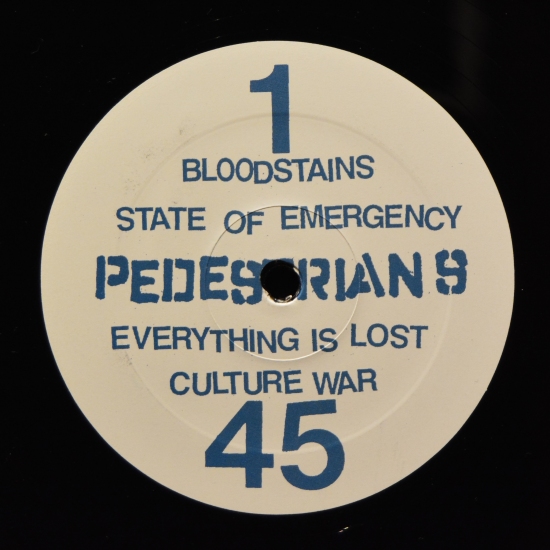 1
BLOODSTAINS
STATE OF EMERGENCY
PEDESTRIANS
EVERYTHING IS LOST
CULTURE WAR
45